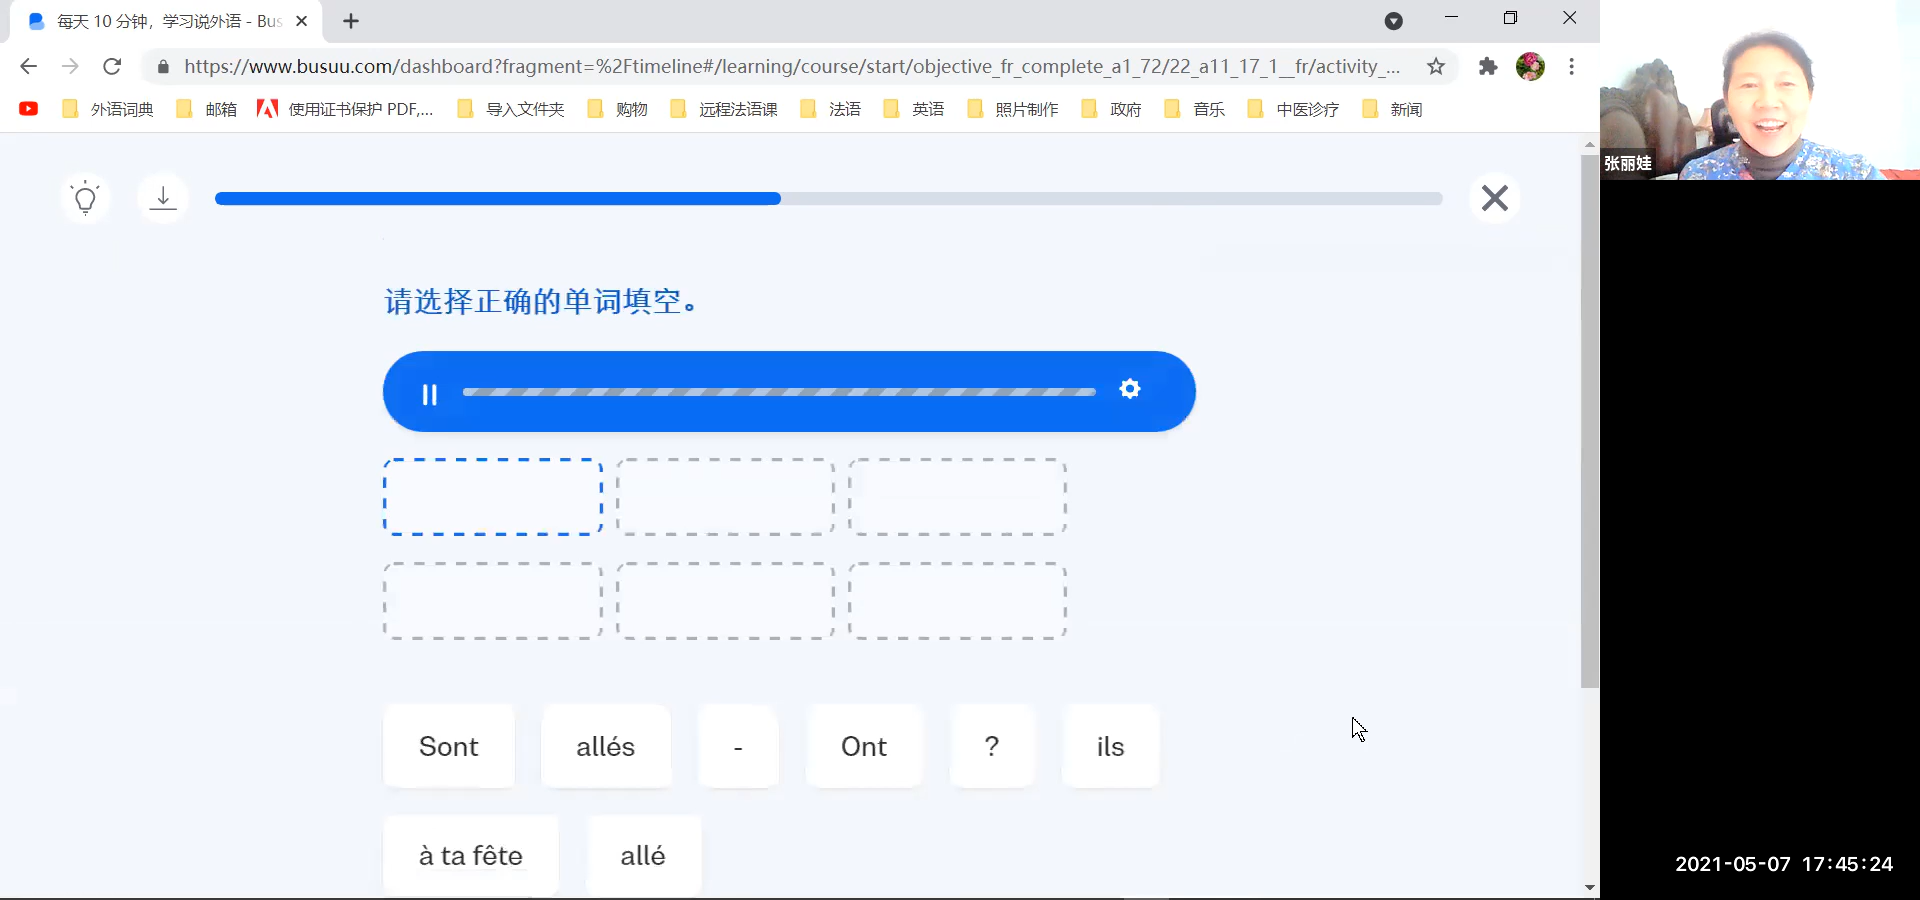 每天 10 分钟，学习说外语 - Bus
https://www.busuu.com/dashboard?fragment=%2Ftimeline#/learning/course/start/objective_fr_complete_a1_72/22_a11_17_1__fr/activity_...
外语词典 邮箱 使用证书保护 PDF,... 导入文件夹 购物 远程法语课 法语 英语 照片制作 政府 音乐 中医诊疗 新闻
张丽娃
请选择正确的单词填空。
Sont allés - Ont ? ils
à ta fête allé
2021-05-07 17:45:24